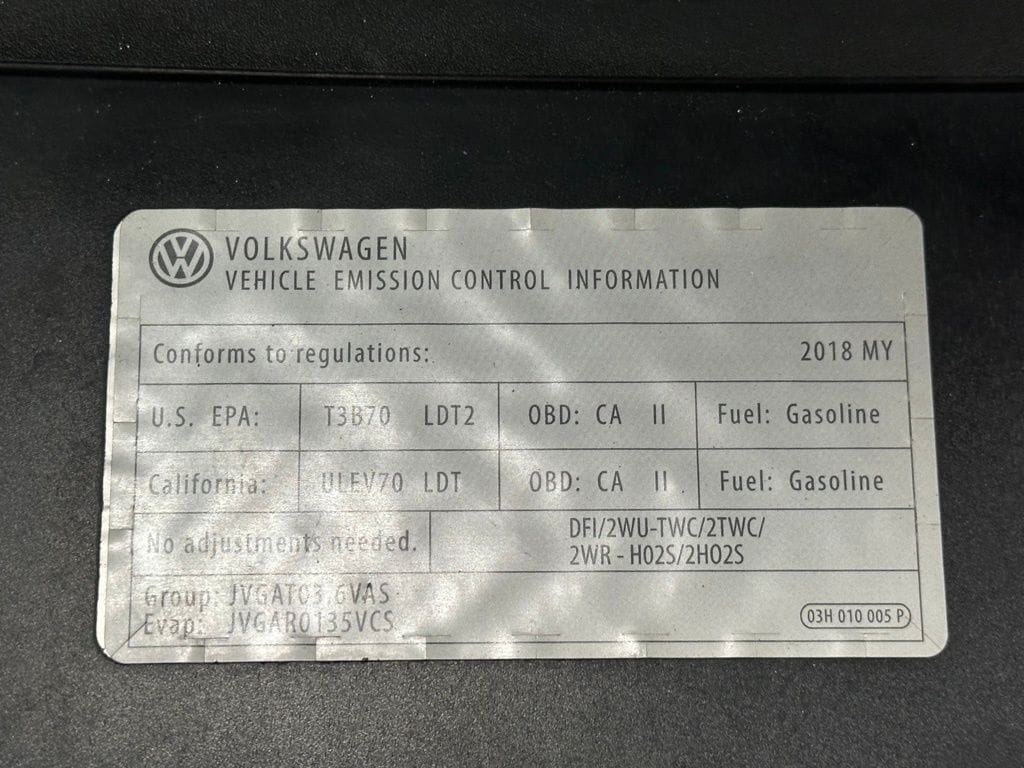 VOLKSWAGEN
VEHICLE EMISSION CONTROL INFORMATION
Conforms to regulations: 2018 MY
U.S. EPA: T3B70 LDT2 OBD: CA II Fuel: Gasoline
California: ULEV70 LDT OBD: CA II Fuel: Gasoline
No adjustments needed. DFI/2WU-TWC/2TWC/
2WR - HO2S/2HO2S
Group: JVGAT03.6VAS
Evap: JVGAR0135VCS
03H 010 005 P